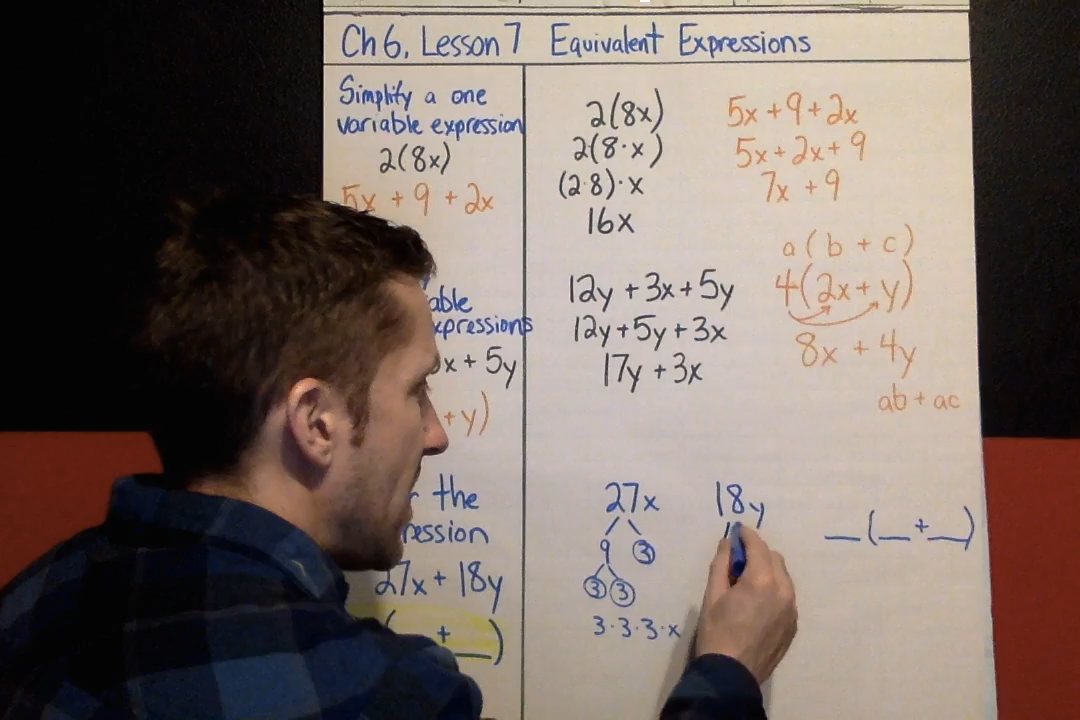 Ch 6, Lesson 7 Equivalent Expressions
Simplify a one
variable expression
2(8x)
5x + 9 + 2x
able
xpressions
x + 5y
+ y)
the
ression
27x + 18y
( + __)
2(8x)
2(8·x)
(2·8)·x
16x
5x + 9 + 2x
5x + 2x + 9
7x + 9
12y + 3x + 5y
12y + 5y + 3x
17y + 3x
a(b + c)
4(2x + y)
8x + 4y
ab + ac
27x
9 3
3 3
3·3·3·x
18y
__(__+__)